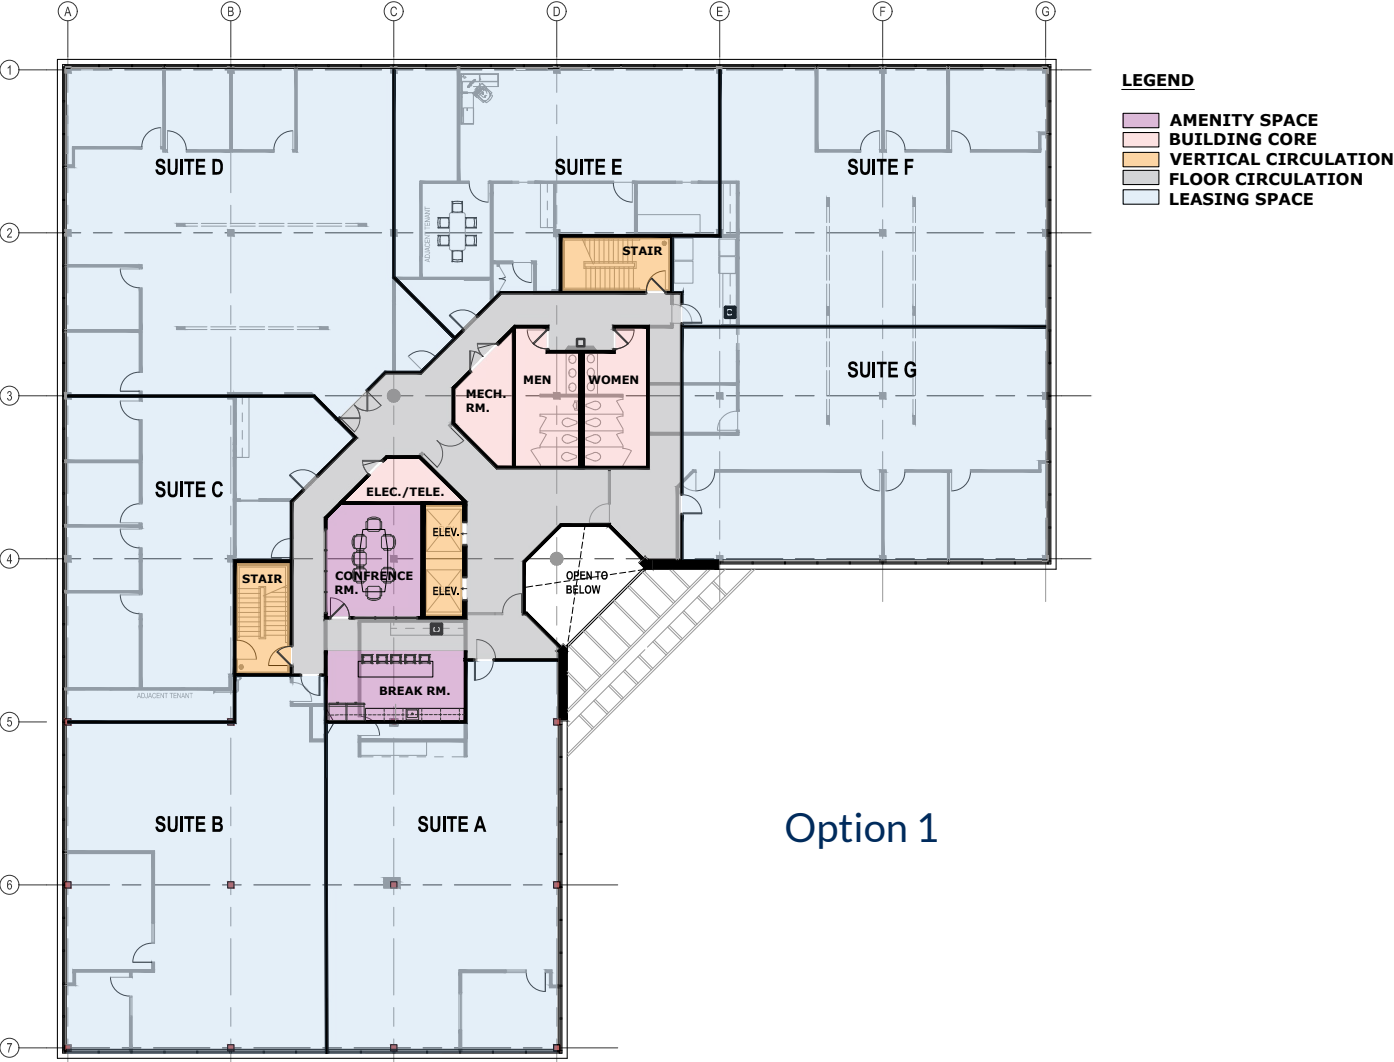 A B C D E F G
1
LEGEND
AMENITY SPACE
BUILDING CORE
VERTICAL CIRCULATION
FLOOR CIRCULATION
LEASING SPACE
SUITE D
SUITE E
SUITE F
ADJACENT TENANT
2
STAIR
C
SUITE G
3
MECH.
RM.
MEN
WOMEN
SUITE C
ELEC./TELE.
ELEV.
4
STAIR
CONFRENCE
RM.
ELEV.
OPEN TO
BELOW
C
BREAK RM.
ADJACENT TENANT
5
SUITE B
SUITE A
Option 1
6
7